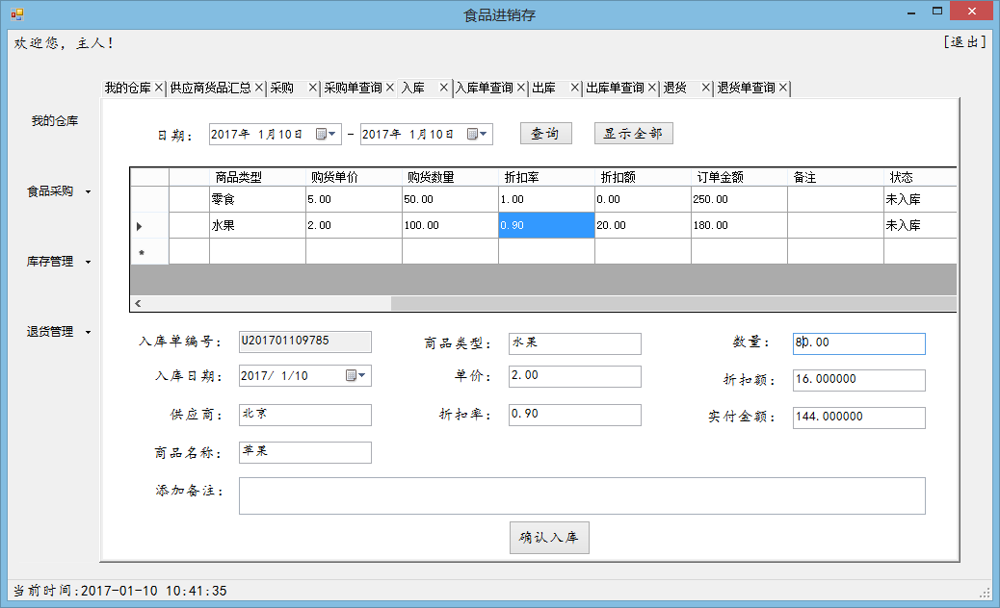 食品进销存
欢迎您，主人！ [退出]
我的仓库 供应商货品汇总 采购 采购单查询 入库 入库单查询 出库 出库单查询 退货 退货单查询
我的仓库
食品采购
库存管理
退货管理
日期： 2017年 1月10日 - 2017年 1月10日 查询 显示全部
商品类型 购货单价 购货数量 折扣率 折扣额 订单金额 备注 状态
零食 5.00 50.00 1.00 0.00 250.00 未入库
水果 2.00 100.00 0.90 20.00 180.00 未入库
入库单编号： U201701109785 商品类型： 水果 数量： 80.00
入库日期： 2017/ 1/10 单价： 2.00 折扣额： 16.000000
供应商： 北京 折扣率： 0.90 实付金额： 144.000000
商品名称： 苹果
添加备注：
确认入库
当前时间:2017-01-10 10:41:35